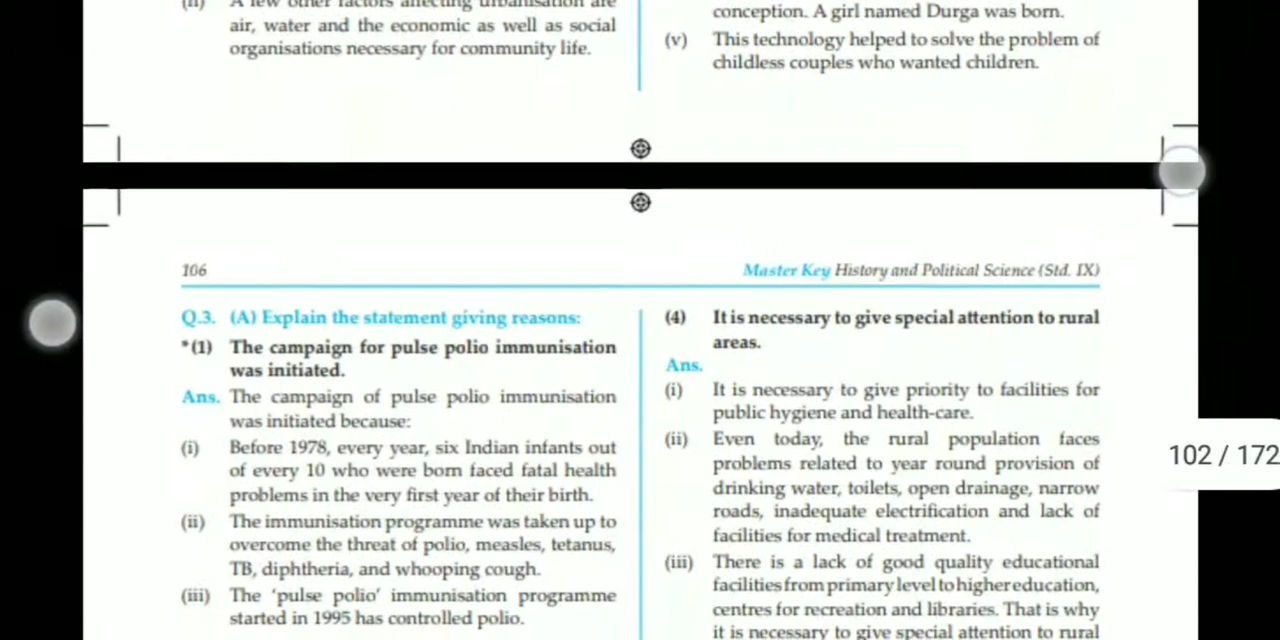 (ii) A few other factors affecting urbanisation are
air, water and the economic as well as social
organisations necessary for community life.
conception. A girl named Durga was born.
(v) This technology helped to solve the problem of
childless couples who wanted children.
106
Master Key History and Political Science (Std. IX)
Q.3. (A) Explain the statement giving reasons:
*(1) The campaign for pulse polio immunisation
was initiated.
Ans. The campaign of pulse polio immunisation
was initiated because:
(i) Before 1978, every year, six Indian infants out
of every 10 who were born faced fatal health
problems in the very first year of their birth.
(ii) The immunisation programme was taken up to
overcome the threat of polio, measles, tetanus,
TB, diphtheria, and whooping cough.
(iii) The ‘pulse polio’ immunisation programme
started in 1995 has controlled polio.
(4) It is necessary to give special attention to rural
areas.
Ans.
(i) It is necessary to give priority to facilities for
public hygiene and health-care.
(ii) Even today, the rural population faces
problems related to year round provision of
drinking water, toilets, open drainage, narrow
roads, inadequate electrification and lack of
facilities for medical treatment.
(iii) There is a lack of good quality educational
facilities from primary level to higher education,
centres for recreation and libraries. That is why
it is necessary to give special attention to rural
102 / 172